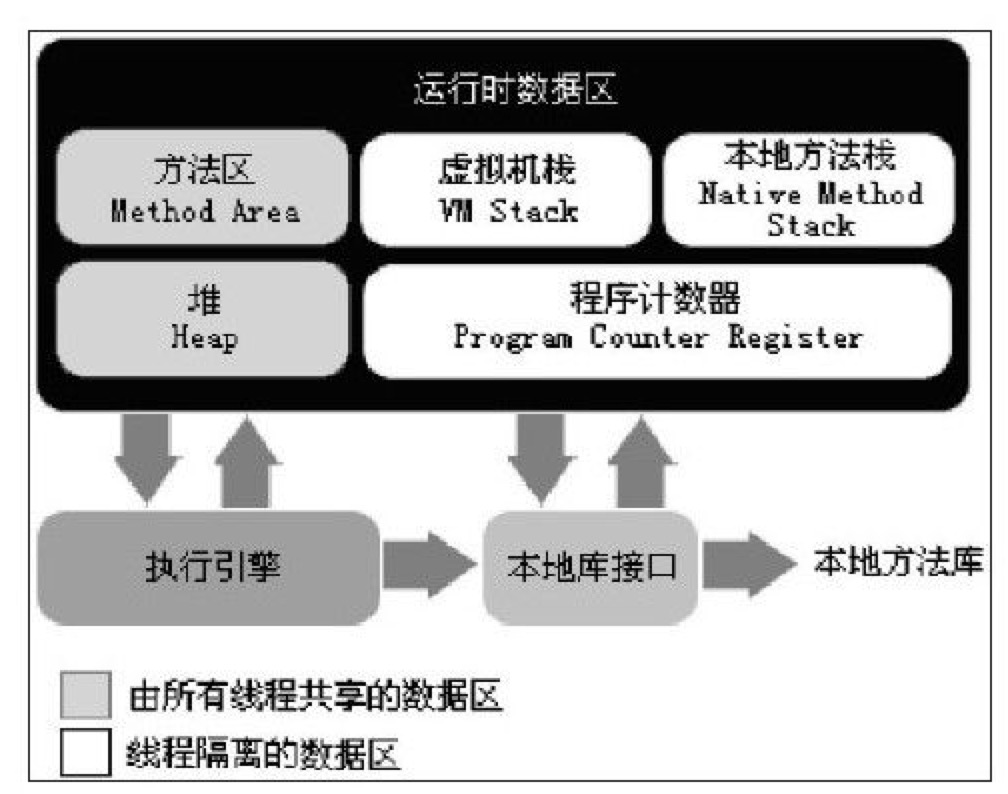 运行时数据区
方法区
Method Area
虚拟机栈
VM Stack
本地方法栈
Native Method
Stack
堆
Heap
程序计数器
Program Counter Register
执行引擎
本地库接口
本地方法库
由所有线程共享的数据区
线程隔离的数据区